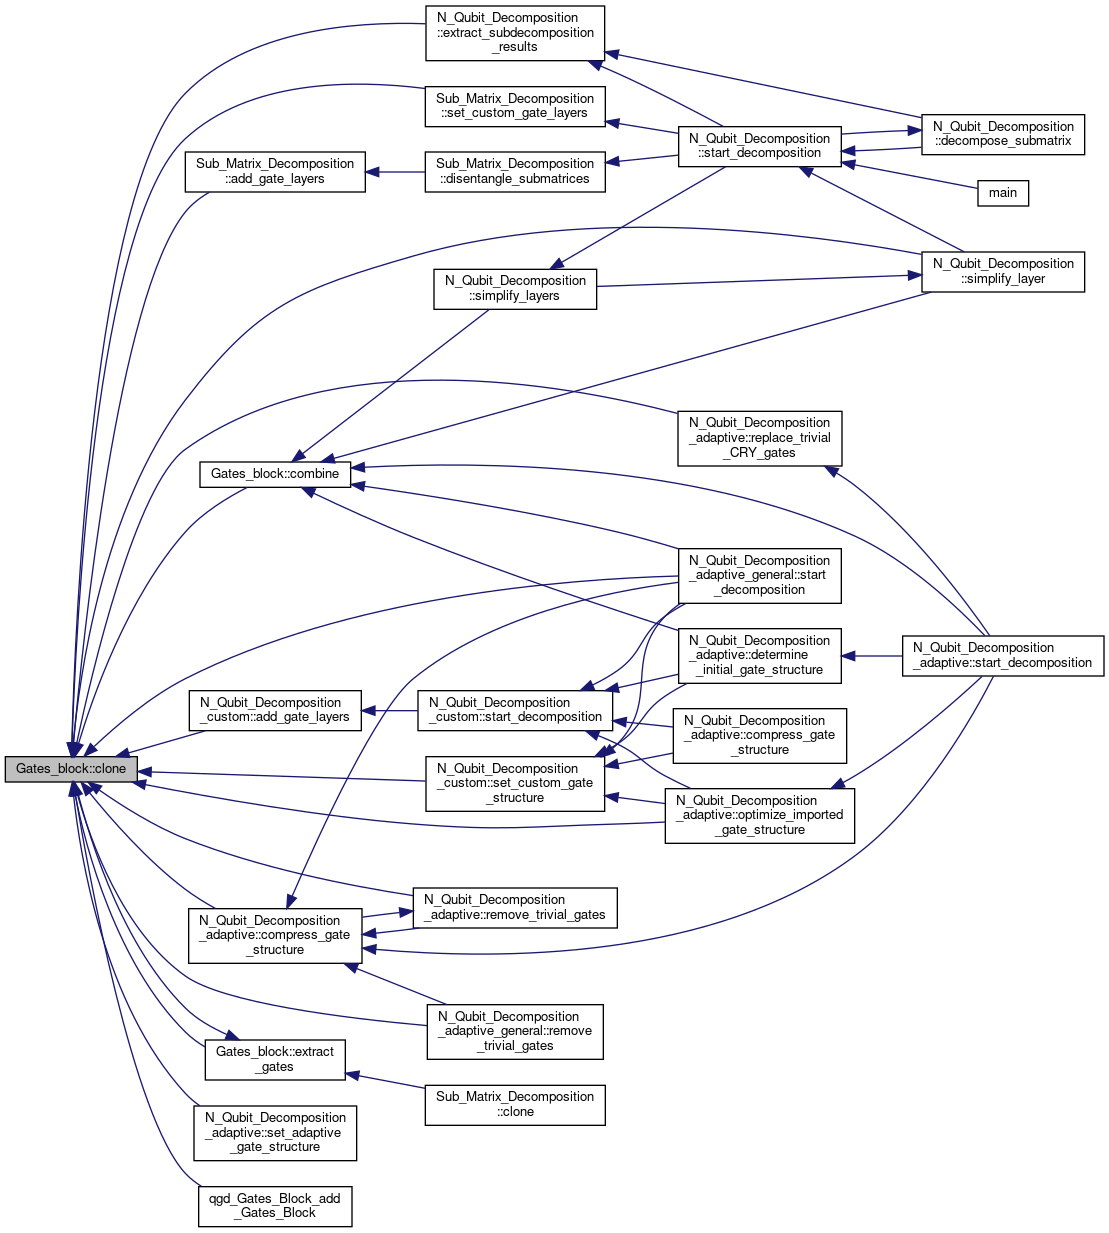 N_Qubit_Decomposition
::extract_subdecomposition
_results
Sub_Matrix_Decomposition
::set_custom_gate_layers
N_Qubit_Decomposition
::start_decomposition
N_Qubit_Decomposition
::decompose_submatrix
Sub_Matrix_Decomposition
::add_gate_layers
Sub_Matrix_Decomposition
::disentangle_submatrices
main
N_Qubit_Decomposition
::simplify_layers
N_Qubit_Decomposition
::simplify_layer
Gates_block::combine
N_Qubit_Decomposition
_adaptive::replace_trivial
_CRY_gates
N_Qubit_Decomposition
_adaptive_general::start
_decomposition
N_Qubit_Decomposition
_adaptive::determine
_initial_gate_structure
N_Qubit_Decomposition
_adaptive::start_decomposition
N_Qubit_Decomposition
_custom::add_gate_layers
N_Qubit_Decomposition
_custom::start_decomposition
N_Qubit_Decomposition
_adaptive::compress_gate
_structure
Gates_block::clone
N_Qubit_Decomposition
_custom::set_custom_gate
_structure
N_Qubit_Decomposition
_adaptive::optimize_imported
_gate_structure
N_Qubit_Decomposition
_adaptive::compress_gate
_structure
N_Qubit_Decomposition
_adaptive::remove_trivial_gates
N_Qubit_Decomposition
_adaptive_general::remove
_trivial_gates
Gates_block::extract
_gates
Sub_Matrix_Decomposition
::clone
N_Qubit_Decomposition
_adaptive::set_adaptive
_gate_structure
qgd_Gates_Block_add
_Gates_Block